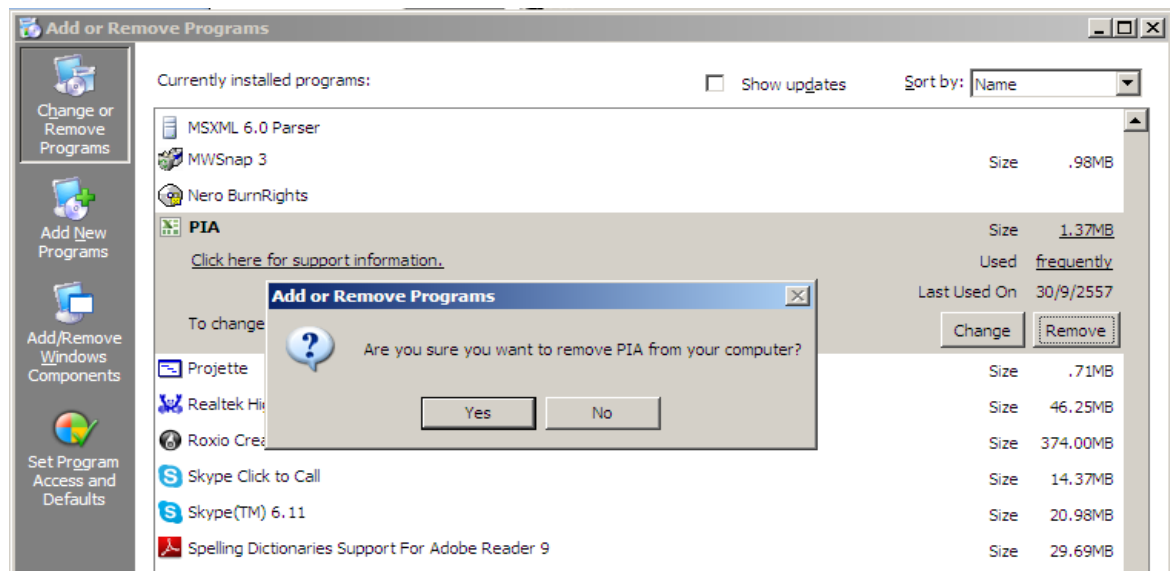 Add or Remove Programs
Change or
Remove
Programs
Add New
Programs
Add/Remove
Windows
Components
Set Program
Access and
Defaults
Currently installed programs:
Show updates
Sort by: Name
MSXML 6.0 Parser
MWSnap 3 Size .98MB
Nero BurnRights
PIA Size 1.37MB
Click here for support information. Used frequently
Last Used On 30/9/2557
To change
Change Remove
Add or Remove Programs
Are you sure you want to remove PIA from your computer?
Yes No
Projette Size .71MB
Realtek Size 46.25MB
Roxio Size 374.00MB
Skype Click to Call Size 14.37MB
Skype(TM) 6.11 Size 20.98MB
Spelling Dictionaries Support For Adobe Reader 9 Size 29.69MB